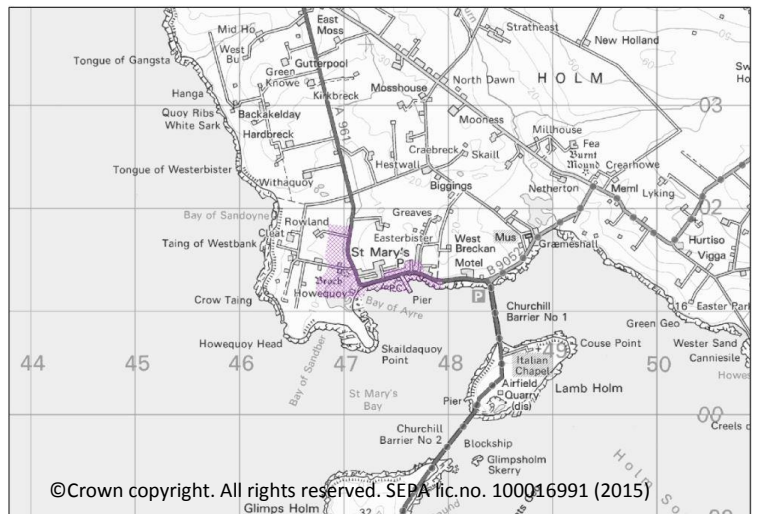 East Moss
Mid Ho
Stratheast
Tongue of Gangsta
West Bu
Gutterpool
New Holland
Green Knowe
Mosshouse
North Dawn
HOLM
Hanga
Kirkbreck
03
Quoy Ribs
White Sark
Backakelday
A 961
Mooness
Hardbreck
Millhouse
Fea
Craebreck
Skaill
Burnt Mound
Crearhowe
Hestwall
Tongue of Westerbister
Withaquoy
Biggings
Netherton
Meml
Lyking
02
Bay of Sandoyne
Rowland
Greaves
Cleat
Easterbister
West Breckan
Mus
Græmeshall
Hurtiso
Taing of Westbank
St Mary's
Motel
B 9052
Vigga
Broch
Howequoy
P
Crow Taing
Bay of Ayre
Pier
Churchill Barrier No 1
Easter
Green Geo
Howequoy Head
Skaildaquoy Point
Couse Point
Wester Sand
Canniesile
44
45
46
47
48
49
50
Bay of Sandber
Italian Chapel
Airfield
Quarry (dis)
Lamb Holm
St Mary's Bay
Pier
00
Churchill Barrier No 2
Blockship
Glimpsholm Skerry
©Crown copyright. All rights reserved. SEPA lic.no. 100016991 (2015)
Glimps Holm
32